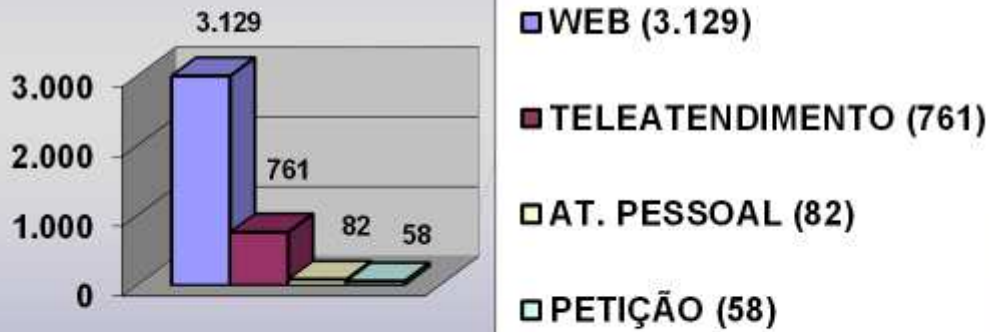 3.129
3.000
2.000
1.000
0
761
82
58
WEB (3.129)
TELEATENDIMENTO (761)
AT. PESSOAL (82)
PETIÇÃO (58)